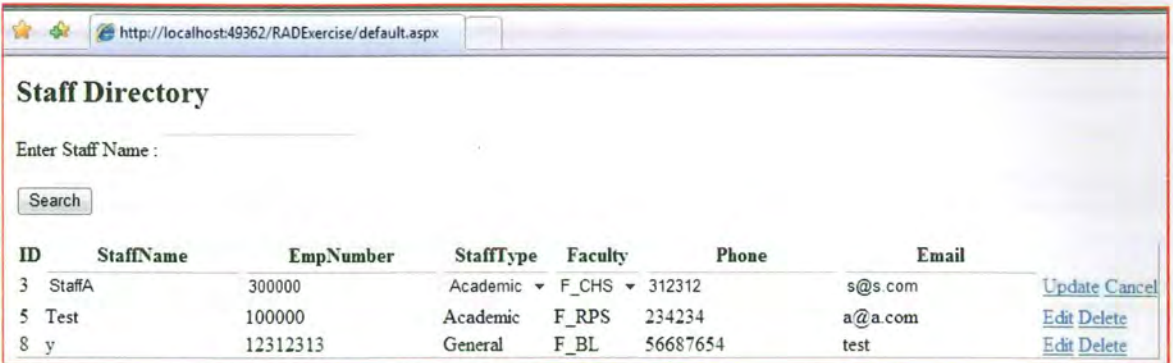 http://localhost:49362/RADExercise/default.aspx
Staff Directory
Enter Staff Name :
Search
ID StaffName EmpNumber StaffType Faculty Phone Email
3 StaffA 300000 Academic F_CHS 312312 s@s.com Update Cancel
5 Test 100000 Academic F_RPS 234234 a@a.com Edit Delete
8 y 12312313 General F_BL 56687654 test Edit Delete